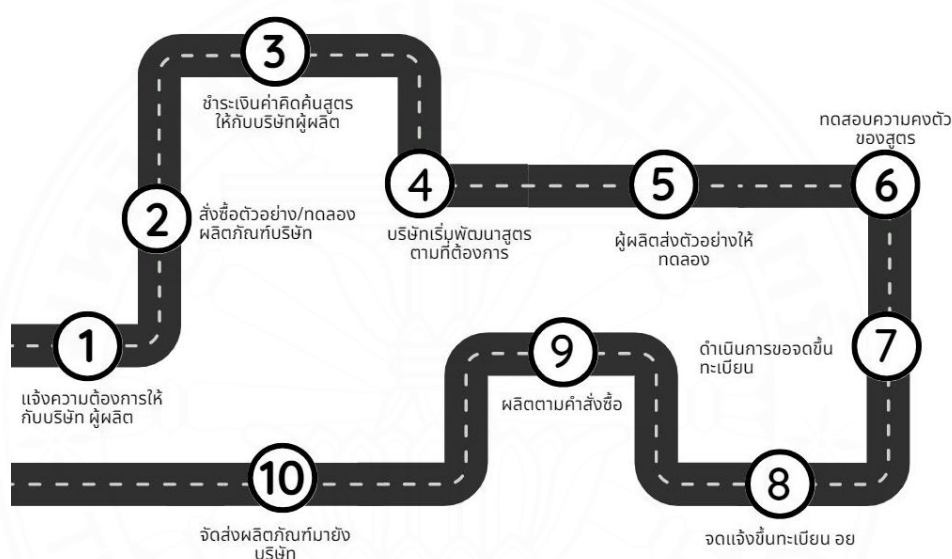 1
แจ้งความต้องการให้
กับบริษัท ผู้ผลิต
2
สั่งซื้อตัวอย่าง/ทดลอง
ผลิตภัณฑ์บริษัท
3
ชำระเงินค่าคิดค้นสูตร
ให้กับบริษัทผู้ผลิต
4
บริษัทเริ่มพัฒนาสูตร
ตามที่ต้องการ
5
ผู้ผลิตส่งตัวอย่างให้
ทดลอง
6
ทดสอบความคงตัว
ของสูตร
7
ดำเนินการขอจดขึ้น
ทะเบียน
8
จดแจ้งขึ้นทะเบียน อย
9
ผลิตตามคำสั่งซื้อ
10
จัดส่งผลิตภัณฑ์มายัง
บริษัท